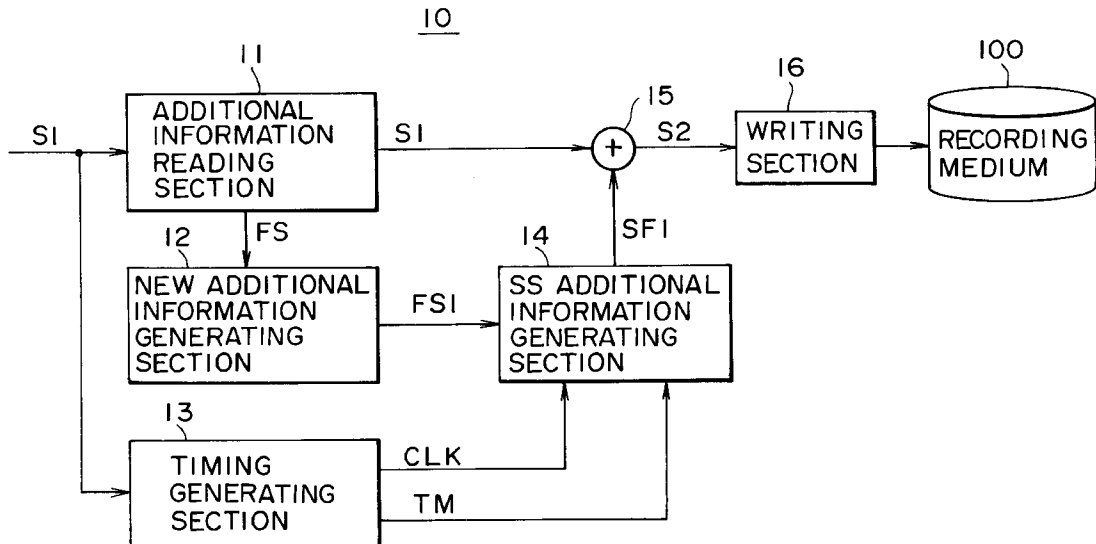 10
11
ADDITIONAL
INFORMATION
READING
SECTION
S1
S1
15
+
S2
16
WRITING
SECTION
100
RECORDING
MEDIUM
FS
12
NEW ADDITIONAL
INFORMATION
GENERATING
SECTION
FS1
SF1
14
SS ADDITIONAL
INFORMATION
GENERATING
SECTION
13
TIMING
GENERATING
SECTION
CLK
TM